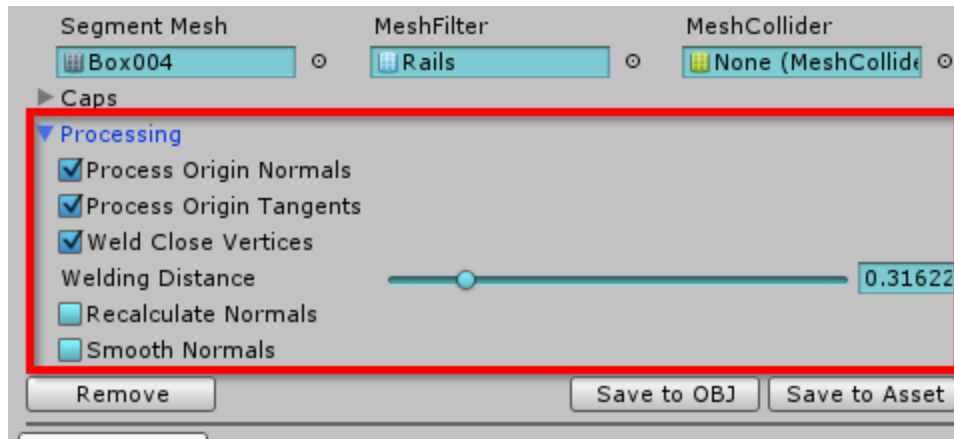 Segment Mesh MeshFilter MeshCollider
Box004 Rails None (MeshCollide
Caps
Processing
Process Origin Normals
Process Origin Tangents
Weld Close Vertices
Welding Distance 0.31622
Recalculate Normals
Smooth Normals
Remove Save to OBJ Save to Asset